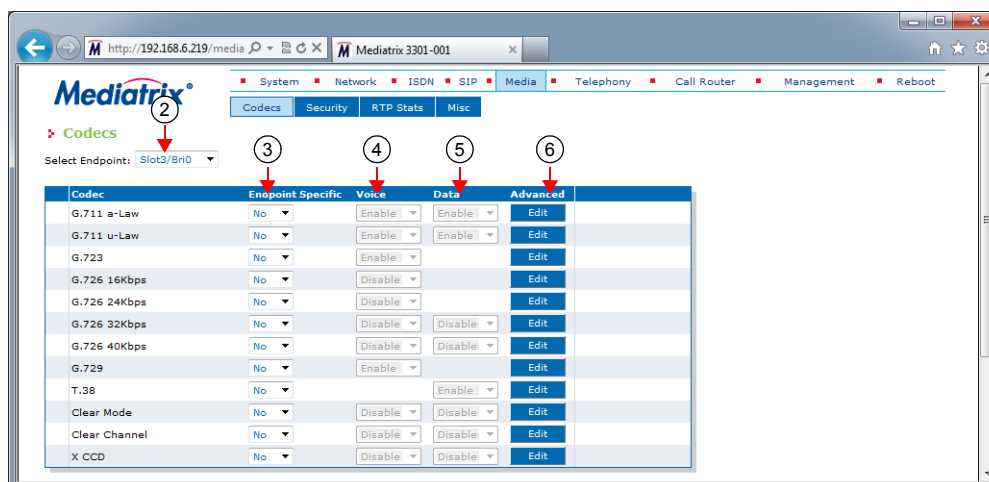 http://192.168.6.219/media
Mediatrix 3301-001
Mediatrix®
System Network ISDN SIP Media Telephony Call Router Management Reboot
Codecs Security RTP Stats Misc
2
Codecs
Select Endpoint: Slot3/Bri0
3 4 5 6
Codec Endpoint Specific Voice Data Advanced
G.711 a-Law No Enable Enable Edit
G.711 u-Law No Enable Enable Edit
G.723 No Enable Edit
G.726 16Kbps No Disable Edit
G.726 24Kbps No Disable Edit
G.726 32Kbps No Disable Disable Edit
G.726 40Kbps No Disable Disable Edit
G.729 No Enable Edit
T.38 No Enable Edit
Clear Mode No Disable Disable Edit
Clear Channel No Disable Disable Edit
X CCD No Disable Disable Edit